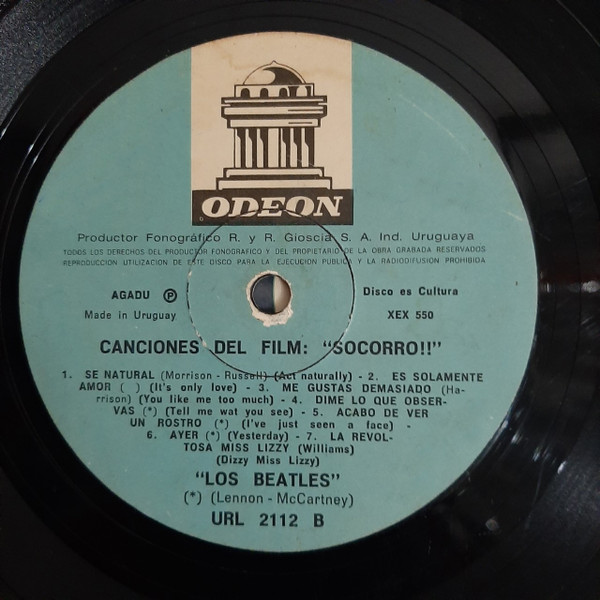 ODEON
Productor Fonográfico R. y R. Gioscia S. A. Ind. Uruguaya
TODOS LOS DERECHOS DEL PRODUCTOR FONOGRAFICO Y DEL PROPIETARIO DE LA OBRA GRABADA RESERVADOS
REPRODUCCION UTILIZACION DE ESTE DISCO PARA LA EJECUCION PUBLICA Y LA RADIODIFUSION PROHIBIDA
AGADU Ⓟ Disco es Cultura
Made in Uruguay XEX 550
CANCIONES DEL FILM: “SOCORRO!!”
1. SE NATURAL (Morrison - Russell) (Act naturally) - 2. ES SOLAMENTE
AMOR ( ) (It's only love) - 3. ME GUSTAS DEMASIADO (Ha-
rrison) (You like me too much) - 4. DIME LO QUE OBSER-
VAS (*) (Tell me wat you see) - 5. ACABO DE VER
UN ROSTRO (*) (I've just seen a face) -
6. AYER (*) (Yesterday) - 7. LA REVOL-
TOSA MISS LIZZY (Williams)
(Dizzy Miss Lizzy)
“LOS BEATLES”
(*) (Lennon - McCartney)
URL 2112 B